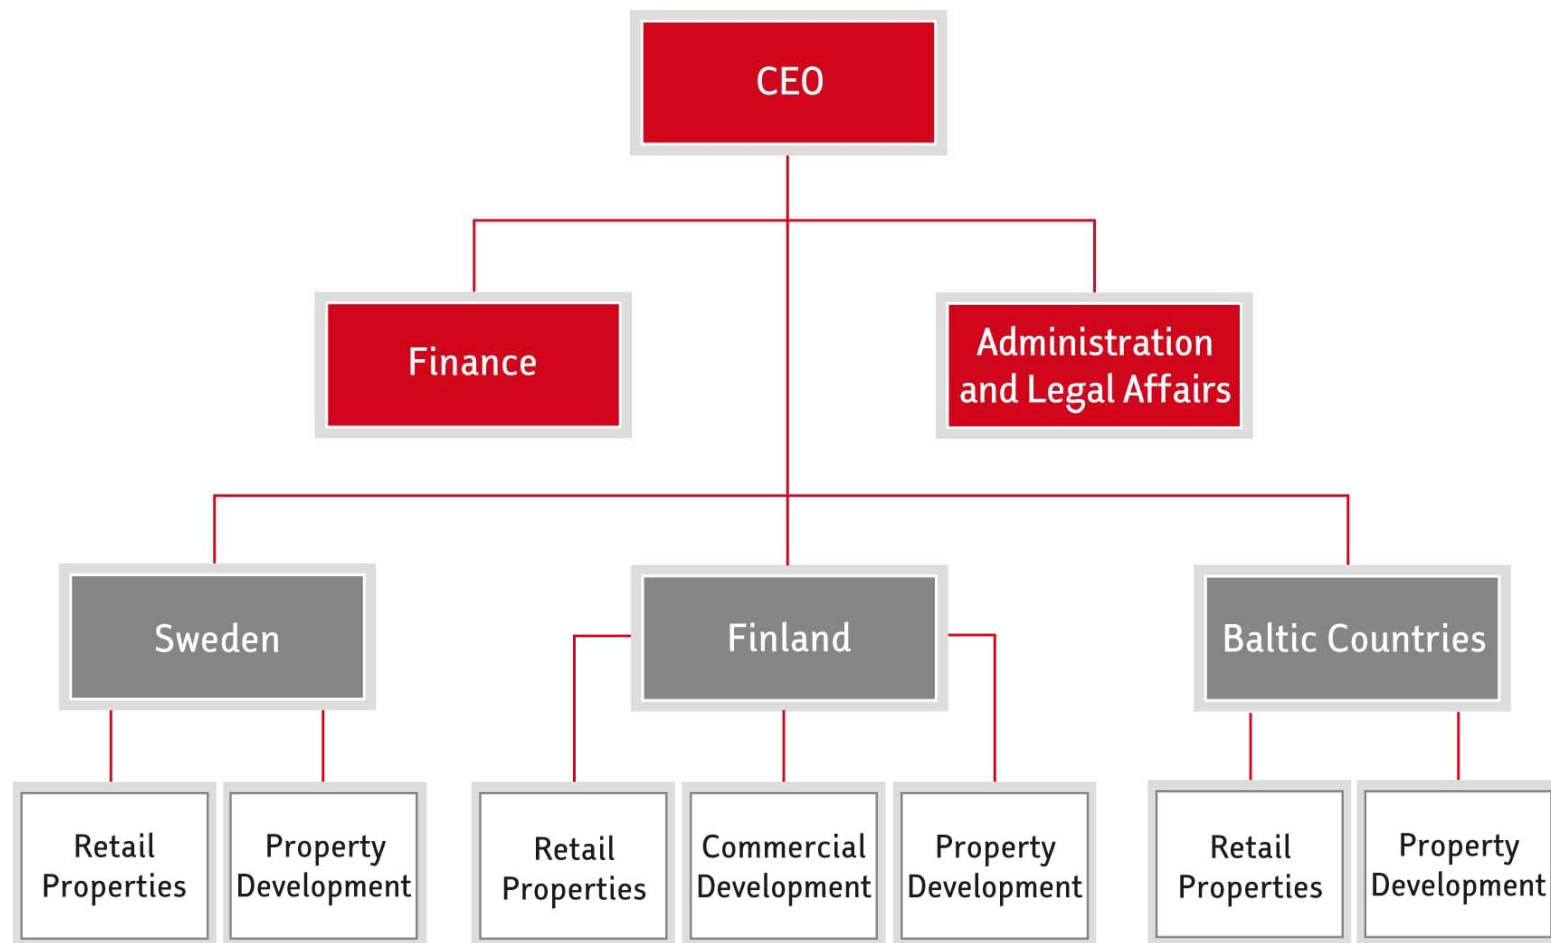 CEO
Finance
Administration
and Legal Affairs
Sweden
Finland
Baltic Countries
Retail
Properties
Property
Development
Retail
Properties
Commercial
Development
Property
Development
Retail
Properties
Property
Development